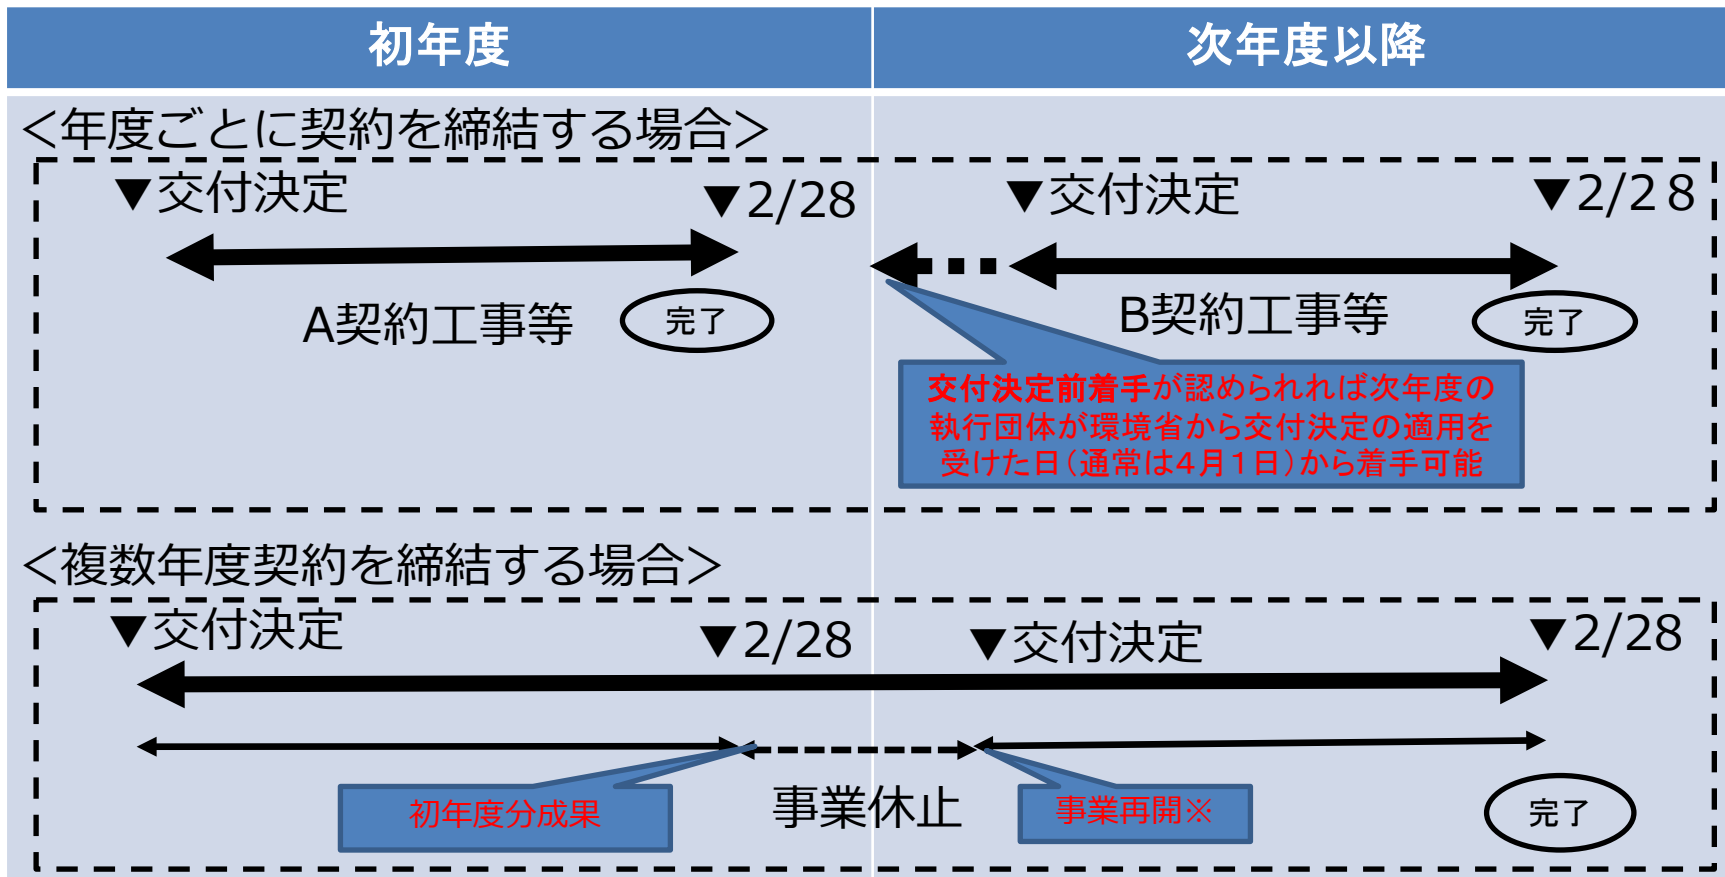 初年度
次年度以降
＜年度ごとに契約を締結する場合＞
▼交付決定
▼2/28
▼交付決定
▼2/2８
A契約工事等
完了
B契約工事等
完了
交付決定前着手が認められれば次年度の
執行団体が環境省から交付決定の適用を
受けた日（通常は４月１日）から着手可能
＜複数年度契約を締結する場合＞
▼交付決定
▼2/28
▼交付決定
▼2/28
初年度分成果
事業休止
事業再開※
完了